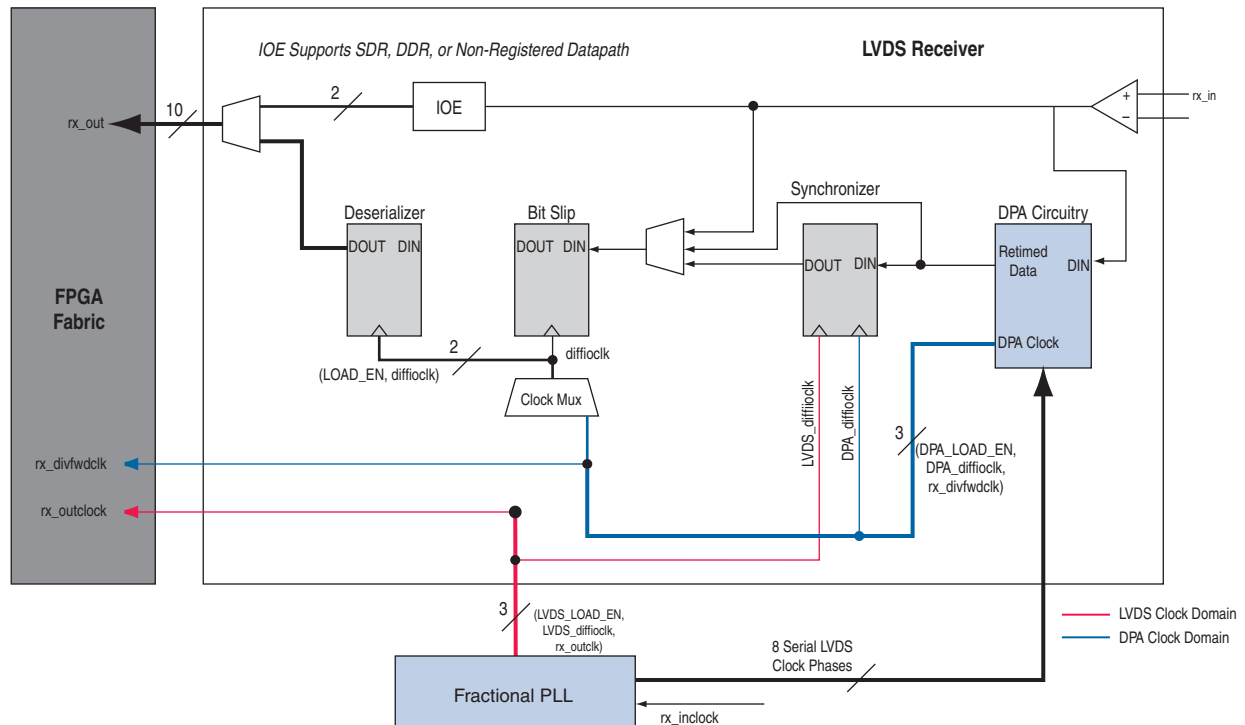 IOE Supports SDR, DDR, or Non-Registered Datapath
LVDS Receiver
2
IOE
+
−
rx_in
10
rx_out
Synchronizer
Deserializer
Bit Slip
DPA Circuitry
DOUT DIN
DOUT DIN
DOUT DIN
Retimed
Data
DIN
FPGA
Fabric
DPA Clock
2
(LOAD_EN, diffioclk)
diffioclk
Clock Mux
LVDS_diffiioclk
DPA_diffioclk
3
(DPA_LOAD_EN,
DPA_diffioclk,
rx_divfwdclk)
rx_divfwdclk
rx_outclock
3
(LVDS_LOAD_EN,
LVDS_diffioclk,
rx_outclk)
8 Serial LVDS
Clock Phases
LVDS Clock Domain
DPA Clock Domain
Fractional PLL
rx_inclock